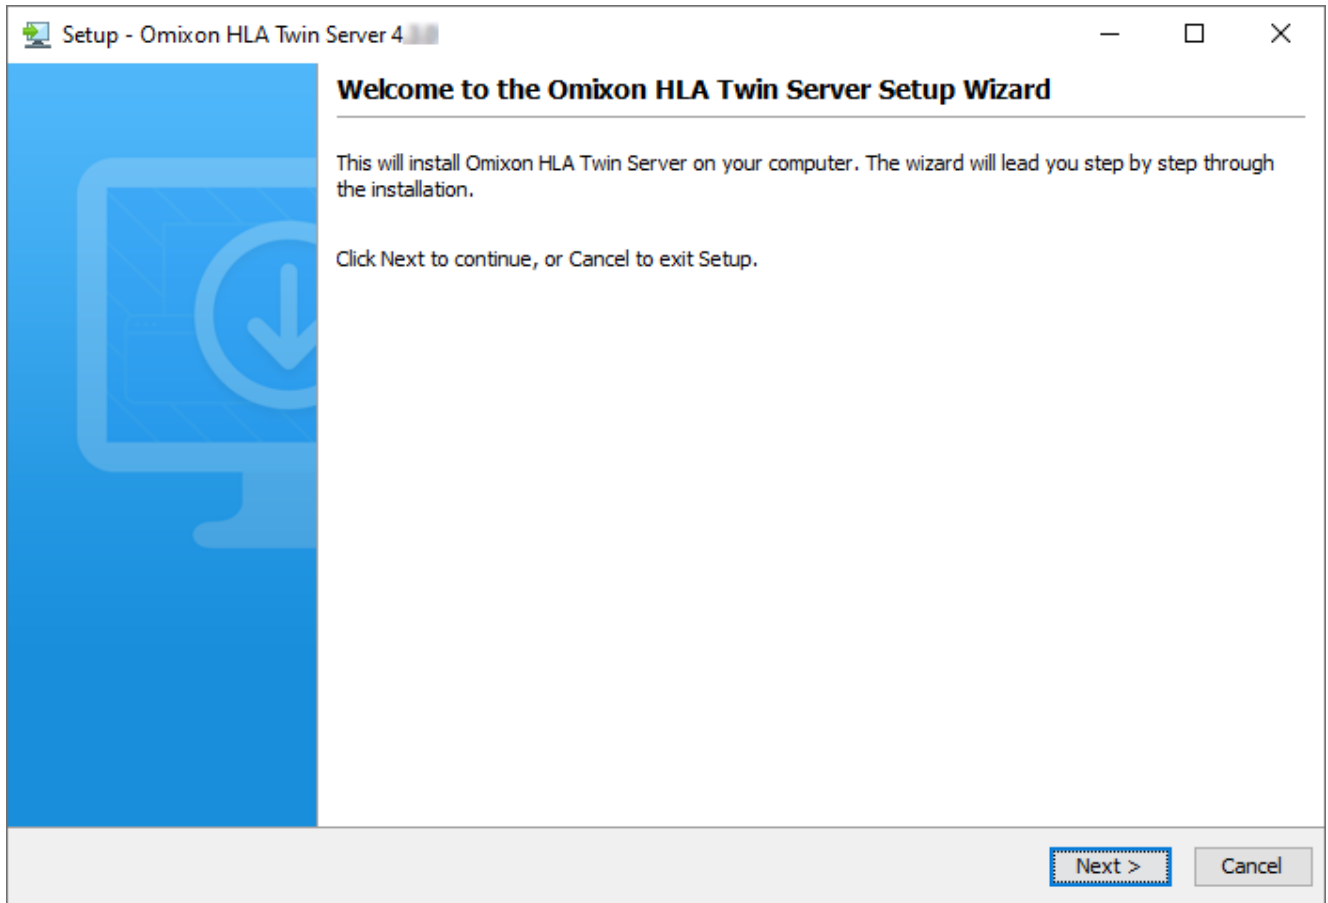 Setup - Omixon HLA Twin Server 4
Welcome to the Omixon HLA Twin Server Setup Wizard
This will install Omixon HLA Twin Server on your computer. The wizard will lead you step by step through
the installation.
Click Next to continue, or Cancel to exit Setup.
Next >
Cancel